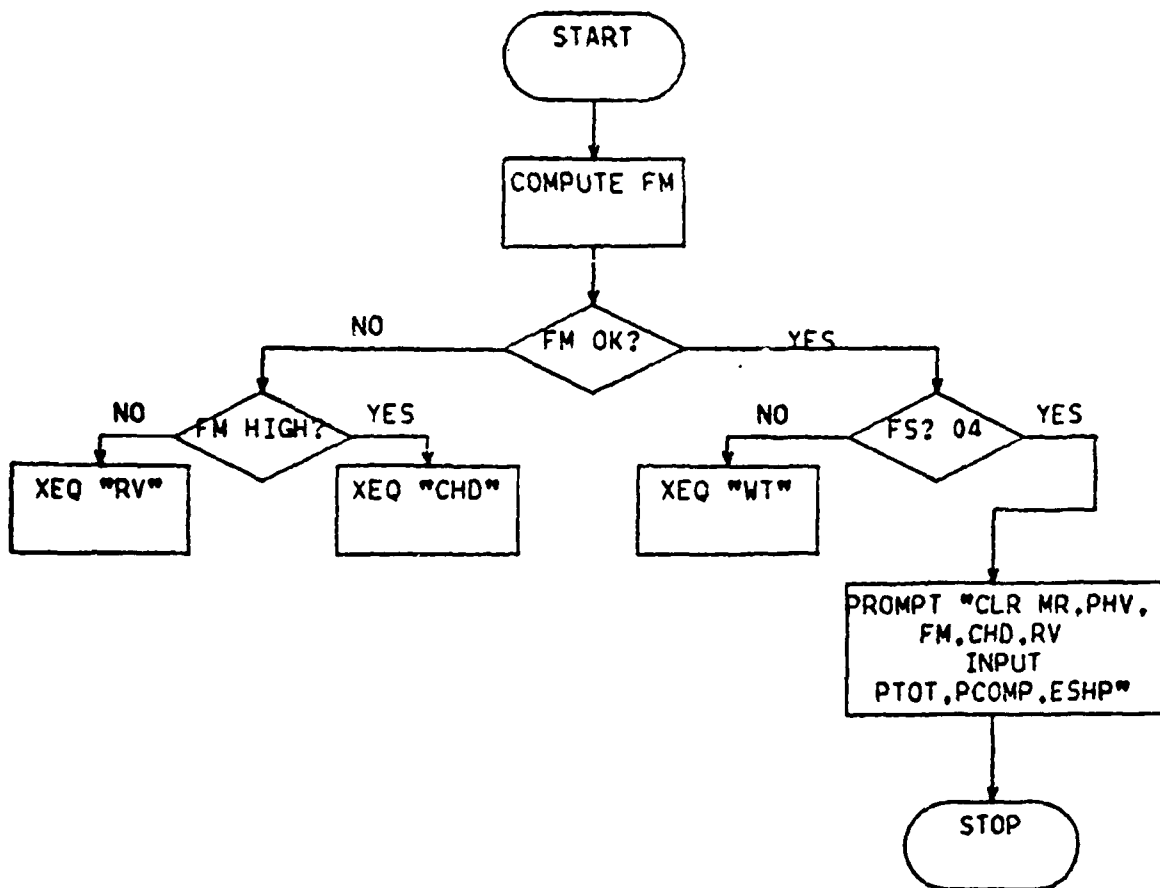 START
COMPUTE FM
FM OK?
NO
YES
FM HIGH?
NO
YES
FS? 04
NO
YES
XEQ "RV"
XEQ "CHD"
XEQ "WT"
PROMPT "CLR MR,PHV,
FM,CHD,RV
INPUT
PTOT,PCOMP,ESHP"
STOP